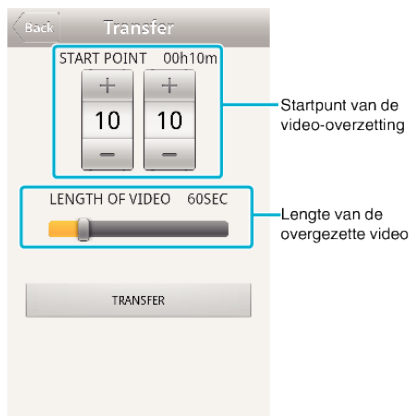 Back Transfer
START POINT 00h10m
+ +
10 10
− −
Startpunt van de
video-overzetting
LENGTH OF VIDEO 60SEC
Lengte van de
overgezette video
TRANSFER